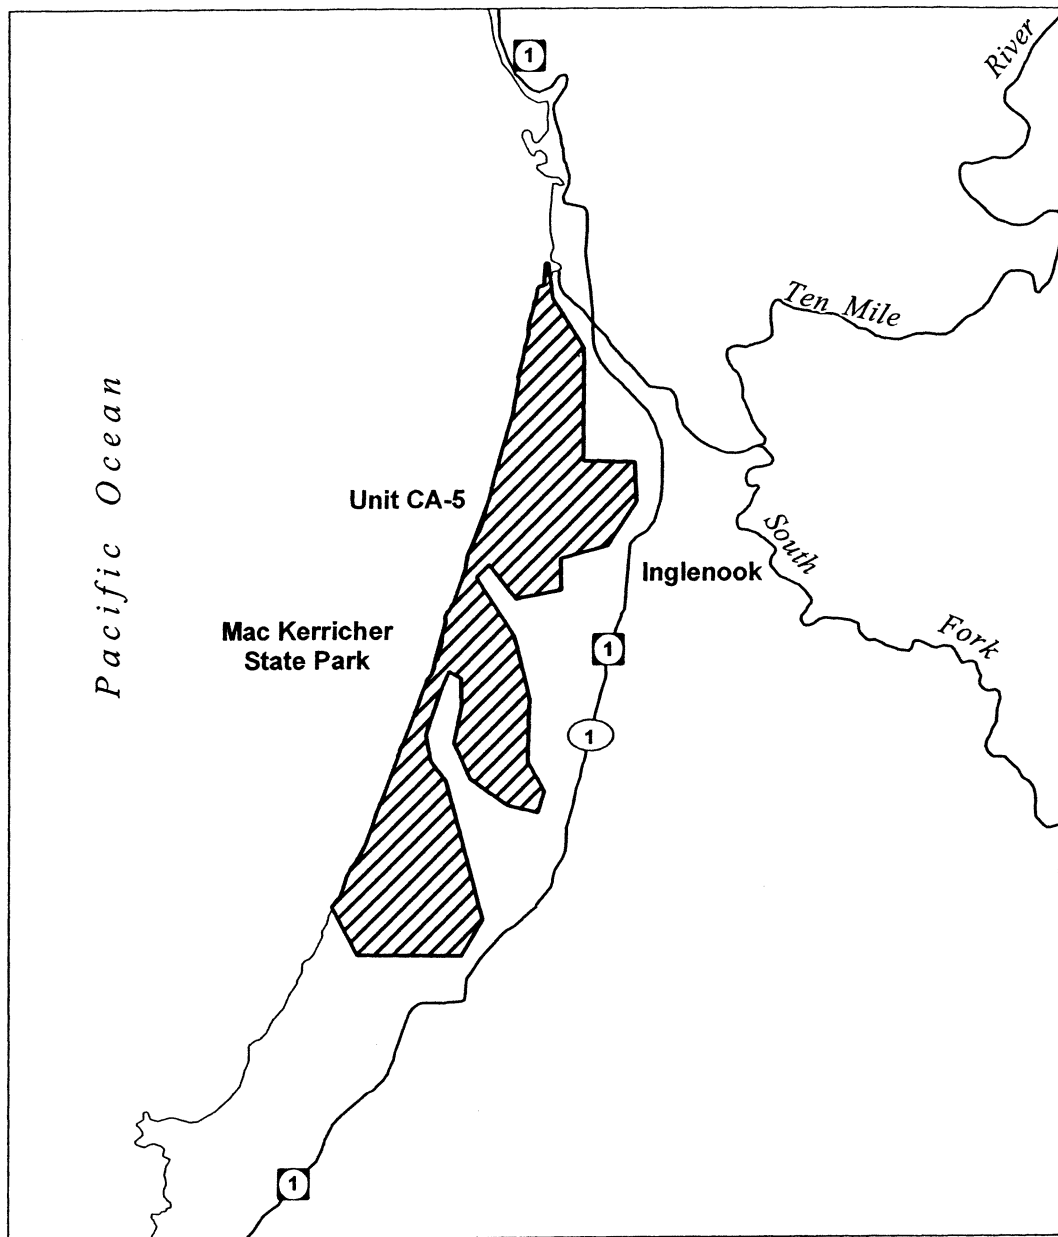 1
River
Ten Mile
Pacific Ocean
Unit CA-5
South
Inglenook
Fork
Mac Kerricher
State Park
1
1
1